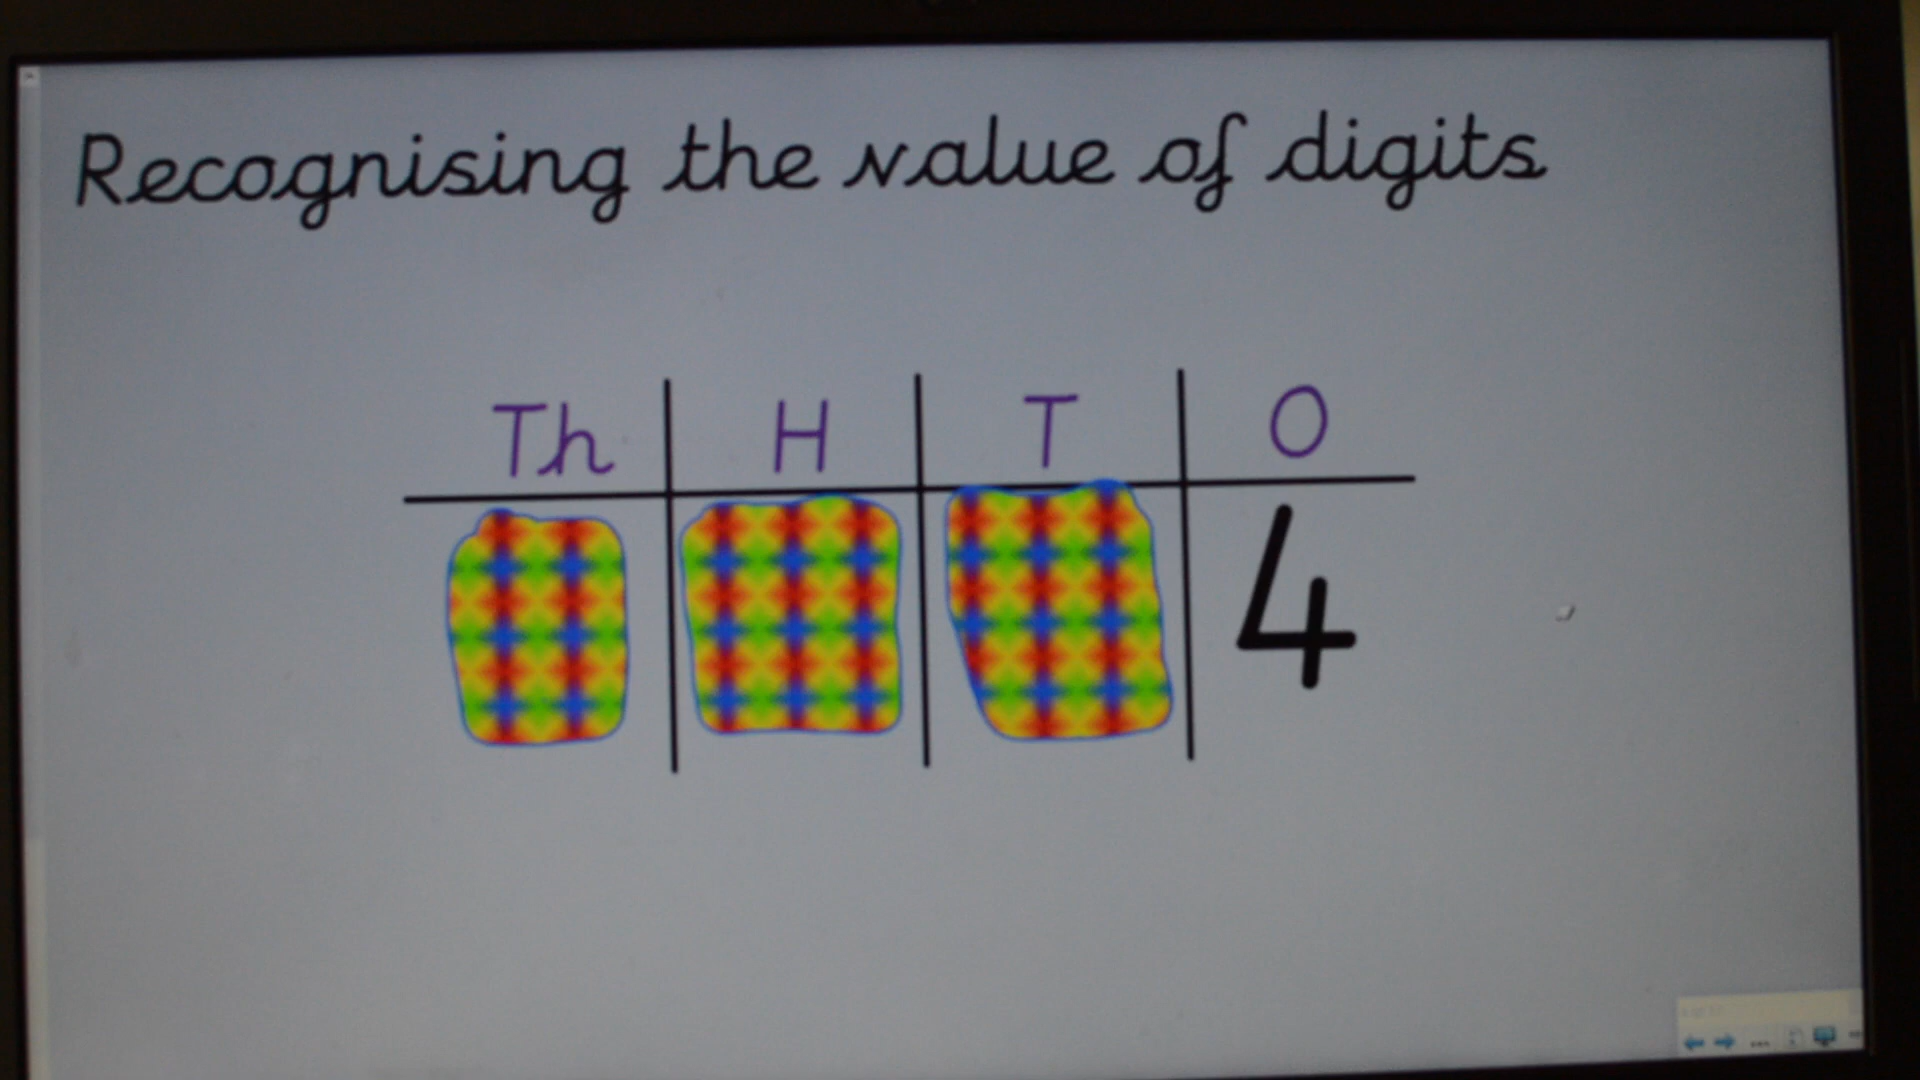 Recognising the value of digits
Th H T O
4